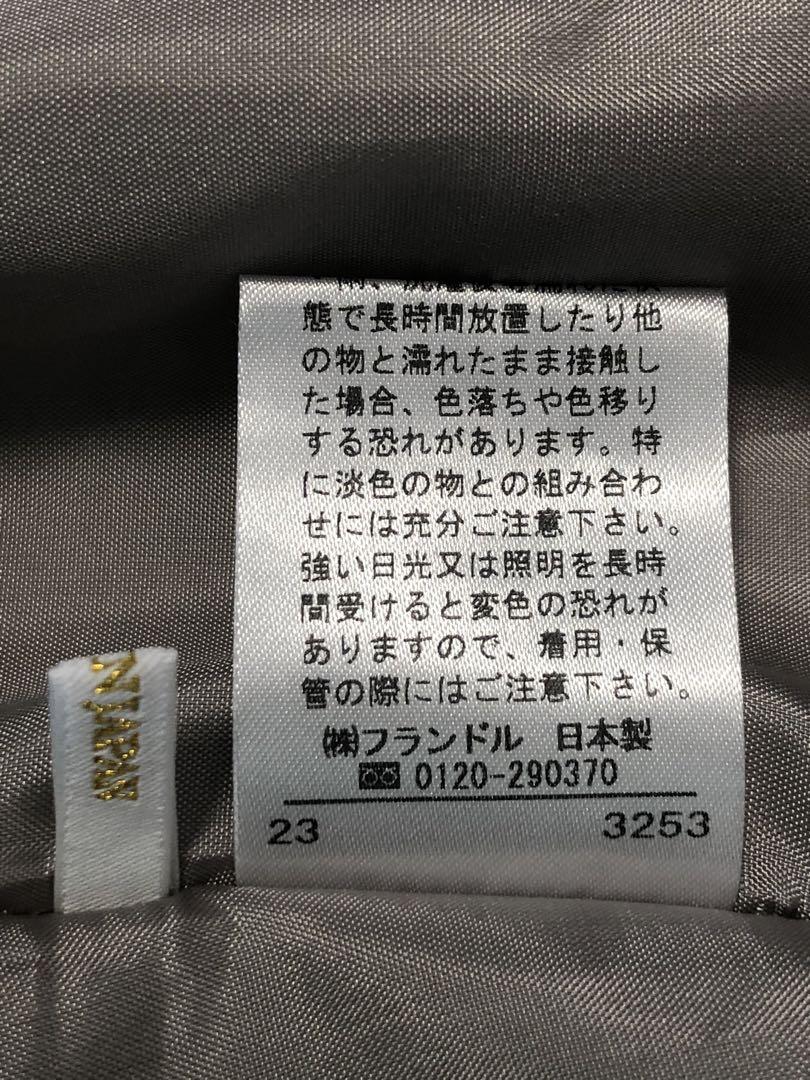 態で長時間放置したり他
の物と濡れたまま接触し
た場合、色落ちや色移り
する恐れがあります。特
に淡色の物との組み合わ
せには充分ご注意下さい。
強い日光又は照明を長時
間受けると変色の恐れが
ありますので、着用・保
管の際にはご注意下さい。
㈱フランドル 日本製
0120-290370
23 3253
N JAPAN